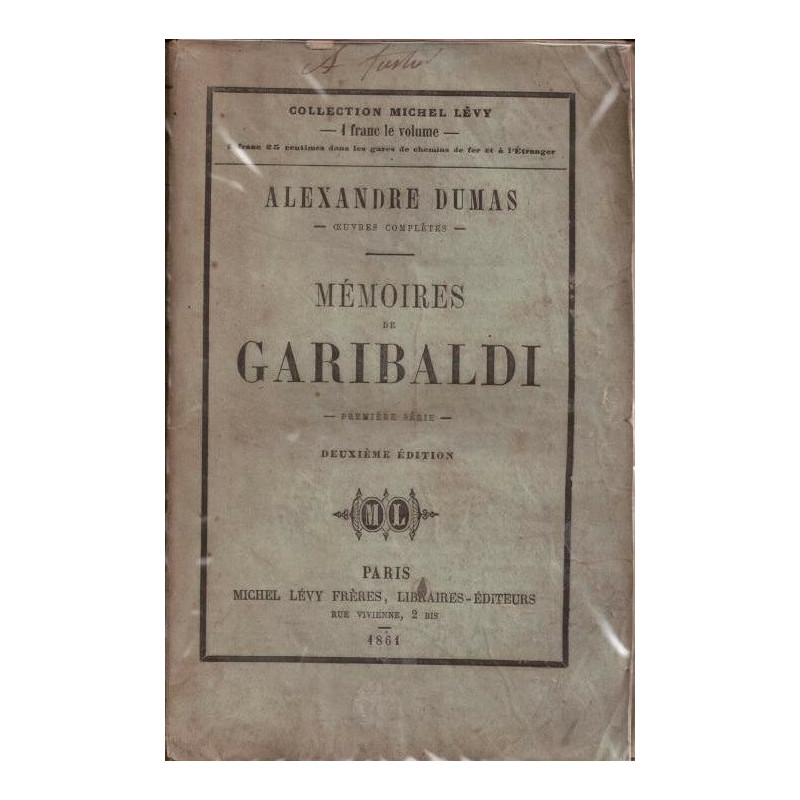 COLLECTION MICHEL LÉVY
— 1 franc le volume —
1 franc 25 centimes dans les gares de chemins de fer et à l'Étranger
ALEXANDRE DUMAS
— ŒUVRES COMPLÈTES —
MÉMOIRES
DE
GARIBALDI
— PREMIÈRE SÉRIE —
DEUXIÈME ÉDITION
ML
PARIS
MICHEL LÉVY FRÈRES, LIBRAIRES-ÉDITEURS
RUE VIVIENNE, 2 BIS
1861